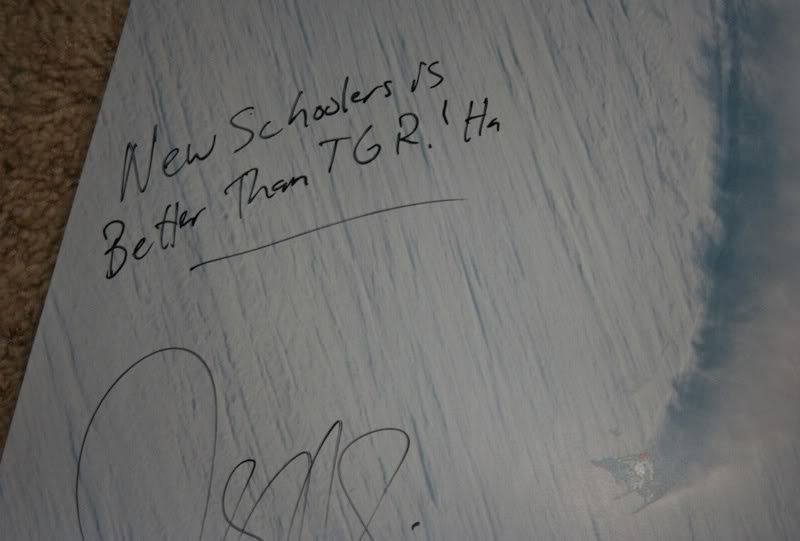 New Schoolers is
Better Than TGR! Ha